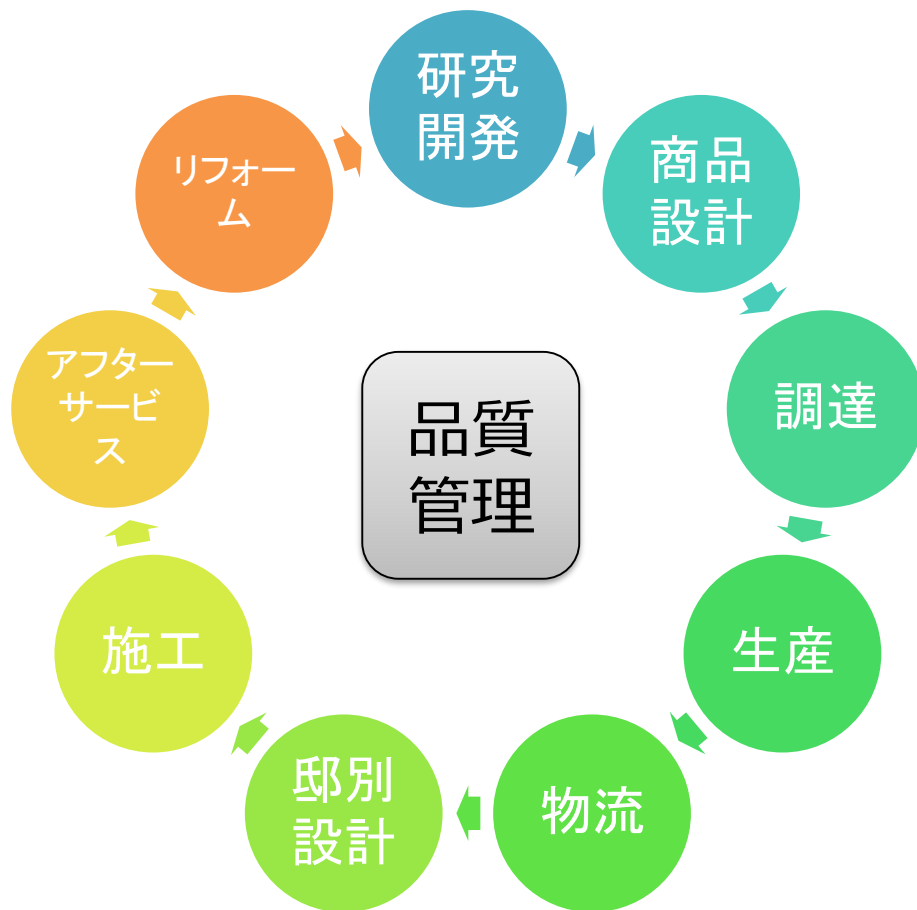 研究
開発
商品
設計
調達
生産
物流
邸別
設計
施工
アフター
サービ
ス
リフォー
ム
品質
管理